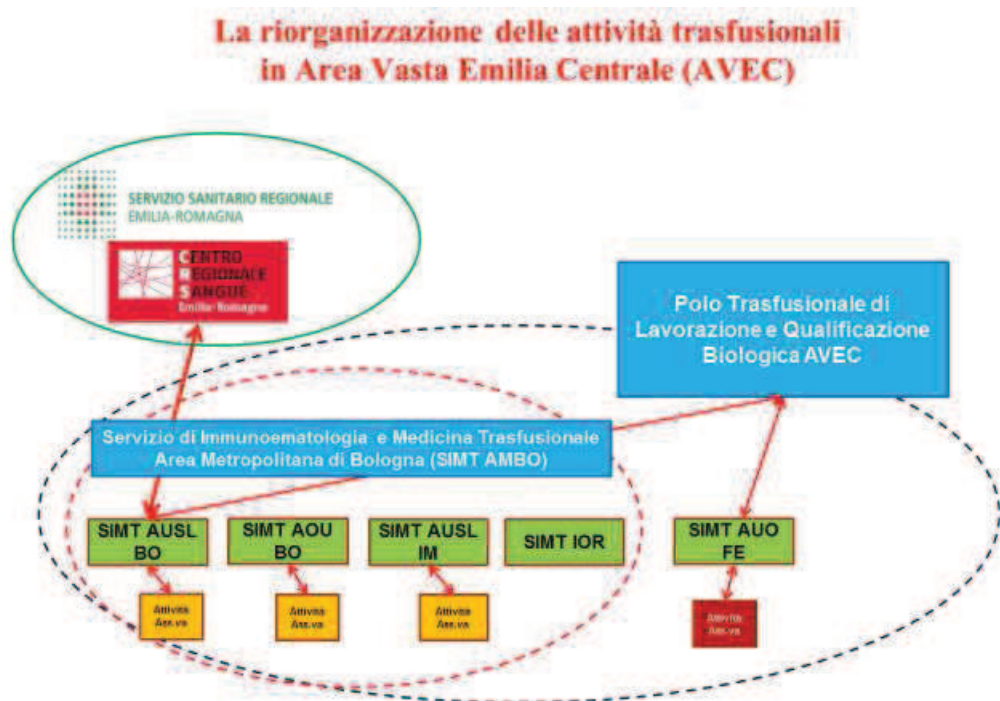 La riorganizzazione delle attività trasfusionali
in Area Vasta Emilia Centrale (AVEC)
SERVIZIO SANITARIO REGIONALE
EMILIA-ROMAGNA
CENTRO
REGIONALE
SANGUE
Emilia-Romagna
Polo Trasfusionale di
Lavorazione e Qualificazione
Biologica AVEC
Servizio di Immunoematologia e Medicina Trasfusionale
Area Metropolitana di Bologna (SIMT AMBO)
SIMT AUSL
BO
SIMT AOU
BO
SIMT AUSL
IM
SIMT IOR
SIMT AUO
FE
Attività
Ass.va
Attività
Ass.va
Attività
Ass.va
Attività
Ass.va